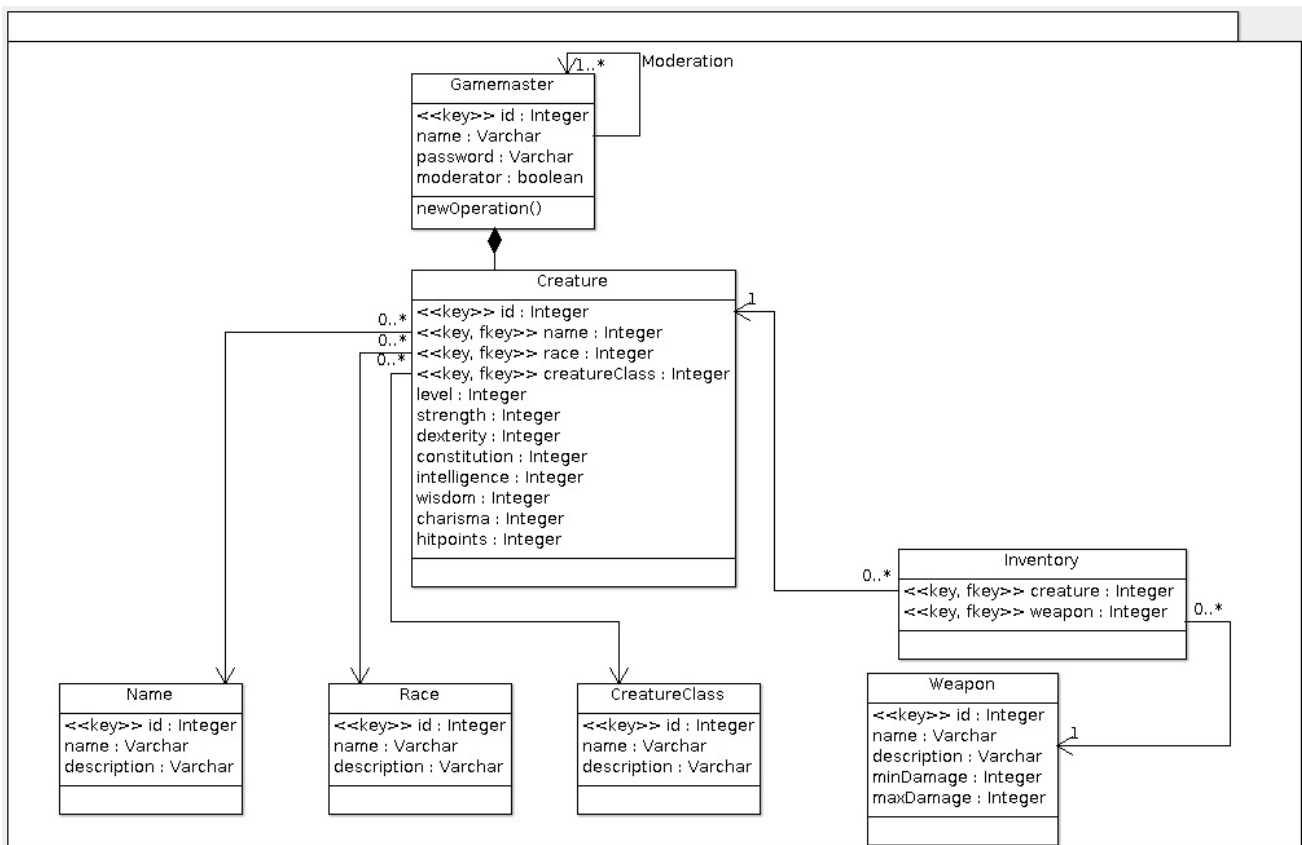 1..*
Moderation
Gamemaster
<<key>> id : Integer
name : Varchar
password : Varchar
moderator : boolean
newOperation()
Creature
<<key>> id : Integer
<<key, fkey>> name : Integer
<<key, fkey>> race : Integer
<<key, fkey>> creatureClass : Integer
level : Integer
strength : Integer
dexterity : Integer
constitution : Integer
intelligence : Integer
wisdom : Integer
charisma : Integer
hitpoints : Integer
0..*
0..*
0..*
1
0..*
Inventory
<<key, fkey>> creature : Integer
<<key, fkey>> weapon : Integer
0..*
Name
<<key>> id : Integer
name : Varchar
description : Varchar
Race
<<key>> id : Integer
name : Varchar
description : Varchar
CreatureClass
<<key>> id : Integer
name : Varchar
description : Varchar
Weapon
<<key>> id : Integer
name : Varchar
description : Varchar
minDamage : Integer
maxDamage : Integer
1